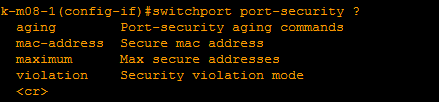 k-m08-1(config-if)#switchport port-security ?
aging Port-security aging commands
mac-address Secure mac address
maximum Max secure addresses
violation Security violation mode
<cr>